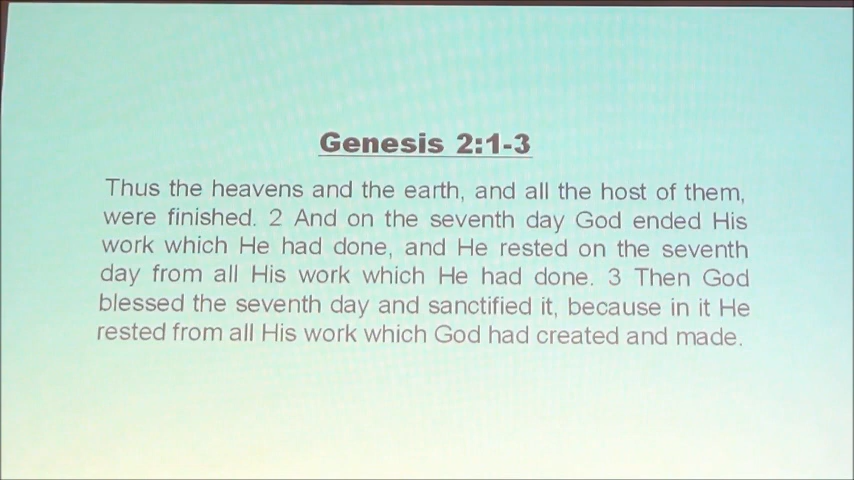 Genesis 2:1-3
Thus the heavens and the earth, and all the host of them,
were finished. 2 And on the seventh day God ended His
work which He had done, and He rested on the seventh
day from all His work which He had done. 3 Then God
blessed the seventh day and sanctified it, because in it He
rested from all His work which God had created and made.